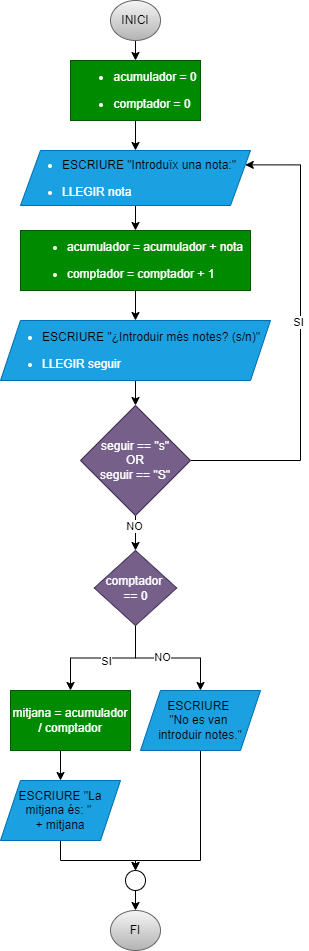 INICI
• acumulador = 0
• comptador = 0
• ESCRIURE "Introduïx una nota:"
• LLEGIR nota
• acumulador = acumulador + nota
• comptador = comptador + 1
• ESCRIURE "¿Introduir més notes? (s/n)"
• LLEGIR seguir
seguir == "s"
OR
seguir == "S"
SI
NO
comptador
== 0
SI
NO
mitjana = acumulador
/ comptador
ESCRIURE
"No es van
introduir notes."
ESCRIURE "La
mitjana és: "
+ mitjana
FI